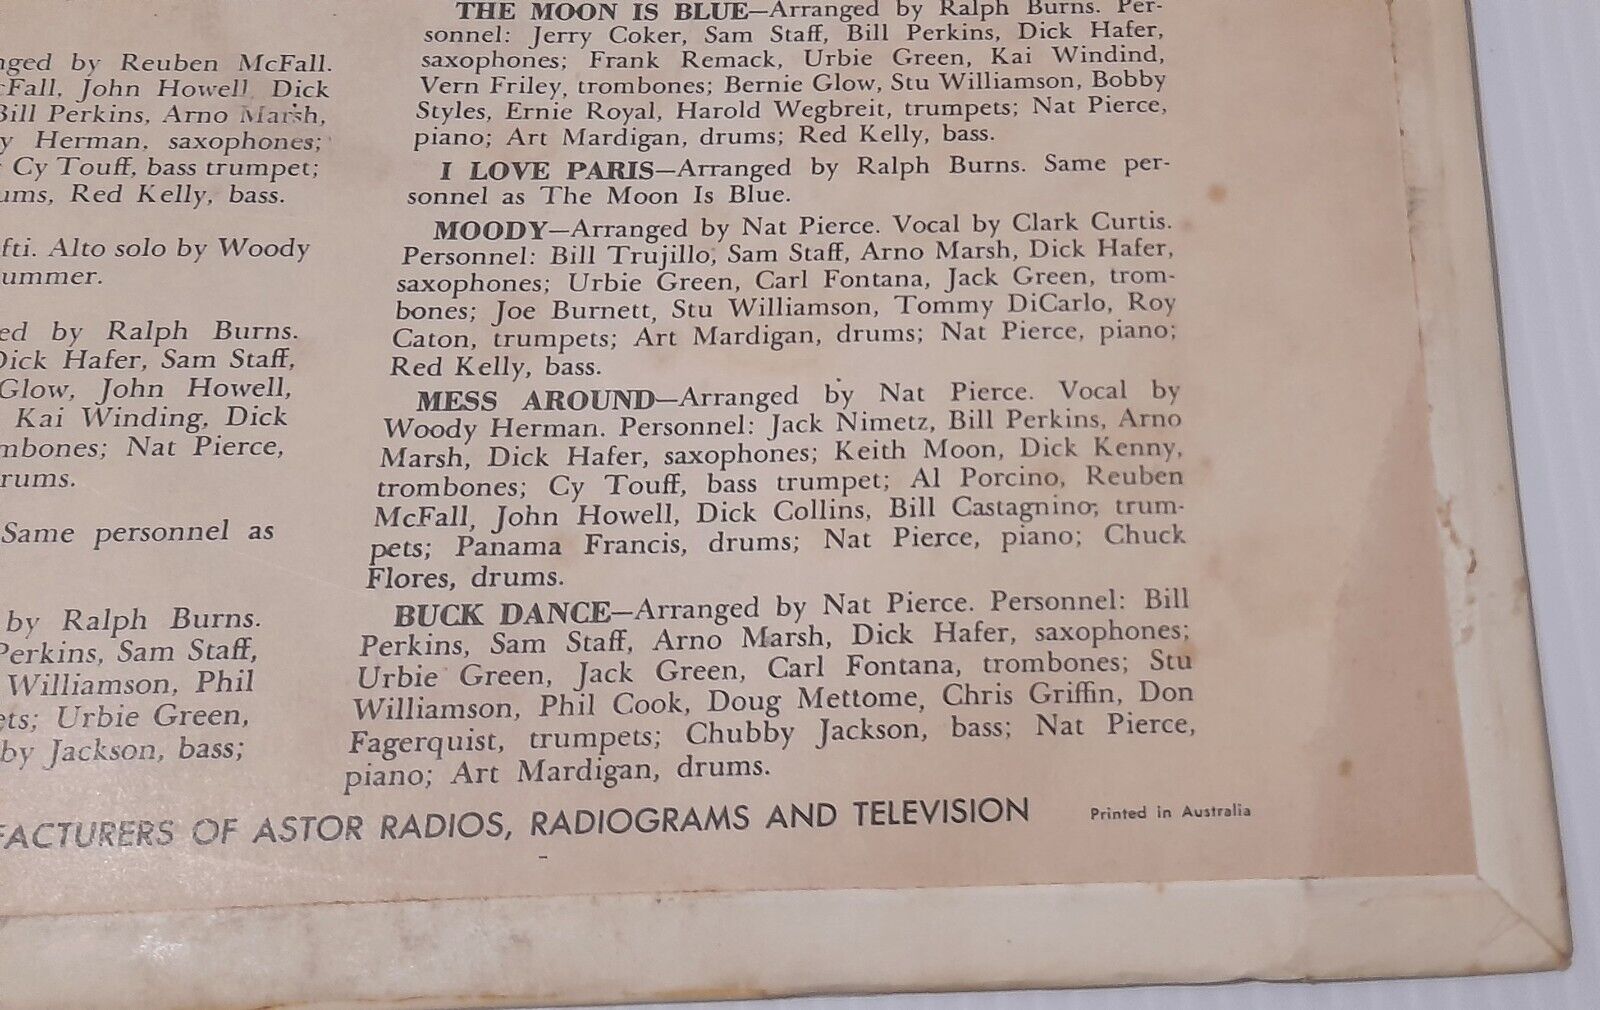 nged by Reuben McFall.
cFall, John Howell, Dick
Bill Perkins, Arno Marsh,
y Herman, saxophones;
Cy Touff, bass trumpet;
ums, Red Kelly, bass.
fti. Alto solo by Woody
ummer.
ed by Ralph Burns.
Dick Hafer, Sam Staff,
Glow, John Howell,
Kai Winding, Dick
mbones; Nat Pierce,
rums.
Same personnel as
by Ralph Burns.
Perkins, Sam Staff,
Williamson, Phil
ets; Urbie Green,
by Jackson, bass;
THE MOON IS BLUE—Arranged by Ralph Burns. Per-
sonnel: Jerry Coker, Sam Staff, Bill Perkins, Dick Hafer,
saxophones; Frank Remack, Urbie Green, Kai Windind,
Vern Friley, trombones; Bernie Glow, Stu Williamson, Bobby
Styles, Ernie Royal, Harold Wegbreit, trumpets; Nat Pierce,
piano; Art Mardigan, drums; Red Kelly, bass.
I LOVE PARIS—Arranged by Ralph Burns. Same per-
sonnel as The Moon Is Blue.
MOODY—Arranged by Nat Pierce. Vocal by Clark Curtis.
Personnel: Bill Trujillo, Sam Staff, Arno Marsh, Dick Hafer,
saxophones; Urbie Green, Carl Fontana, Jack Green, trom-
bones; Joe Burnett, Stu Williamson, Tommy DiCarlo, Roy
Caton, trumpets; Art Mardigan, drums; Nat Pierce, piano;
Red Kelly, bass.
MESS AROUND—Arranged by Nat Pierce. Vocal by
Woody Herman. Personnel: Jack Nimetz, Bill Perkins, Arno
Marsh, Dick Hafer, saxophones; Keith Moon, Dick Kenny,
trombones; Cy Touff, bass trumpet; Al Porcino, Reuben
McFall, John Howell, Dick Collins, Bill Castagnino, trum-
pets; Panama Francis, drums; Nat Pierce, piano; Chuck
Flores, drums.
BUCK DANCE—Arranged by Nat Pierce. Personnel: Bill
Perkins, Sam Staff, Arno Marsh, Dick Hafer, saxophones;
Urbie Green, Jack Green, Carl Fontana, trombones; Stu
Williamson, Phil Cook, Doug Mettome, Chris Griffin, Don
Fagerquist, trumpets; Chubby Jackson, bass; Nat Pierce,
piano; Art Mardigan, drums.
FACTURERS OF ASTOR RADIOS, RADIOGRAMS AND TELEVISION
Printed in Australia